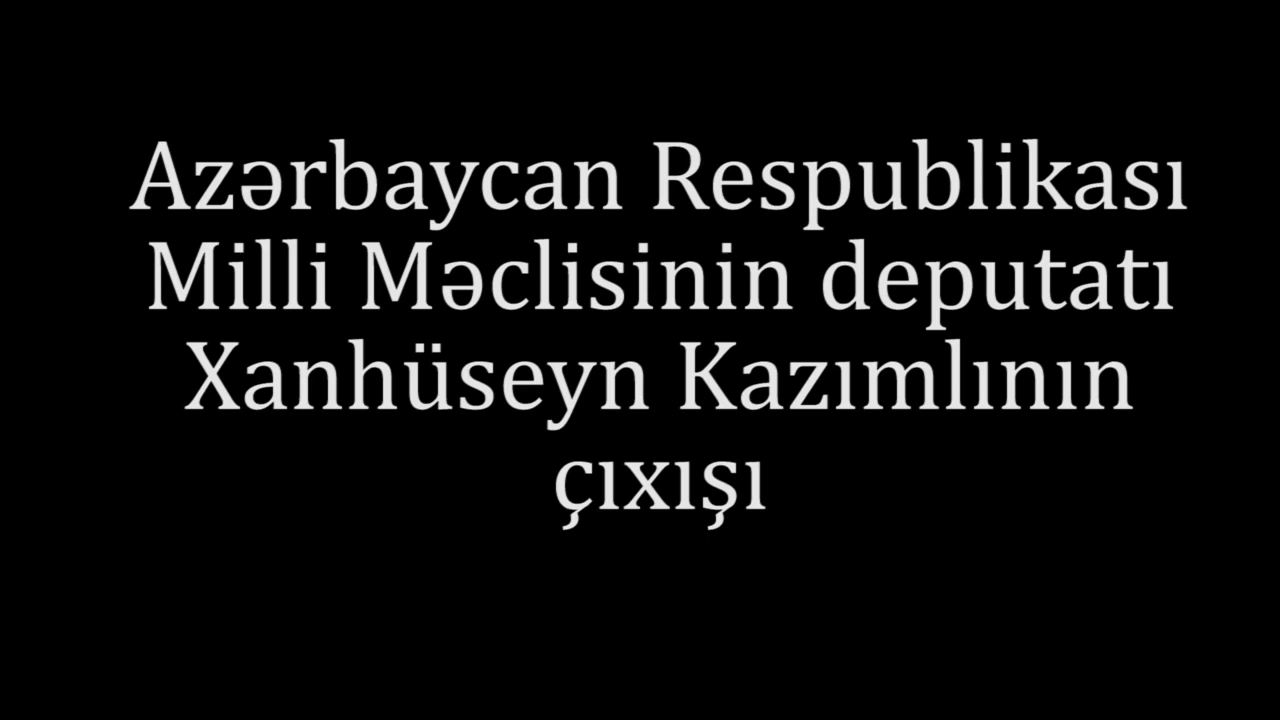 Azərbaycan Respublikası
Milli Məclisinin deputatı
Xanhüseyn Kazımlının
çıxışı